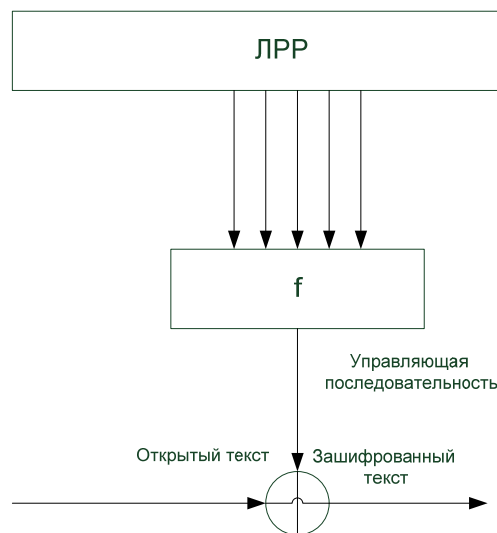 ЛРР
f
Управляющая
последовательность
Открытый текст
Зашифрованный
текст